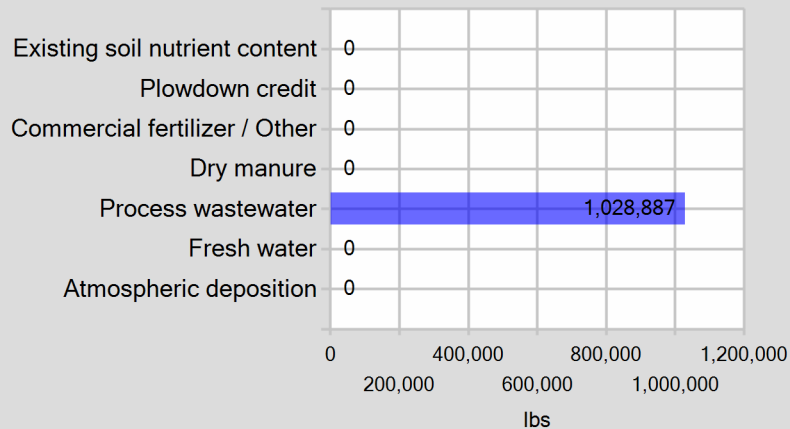 Existing soil nutrient content 0
Plowdown credit 0
Commercial fertilizer / Other 0
Dry manure 0
Process wastewater 1,028,887
Fresh water 0
Atmospheric deposition 0
0 400,000 800,000 1,200,000
200,000 600,000 1,000,000
lbs